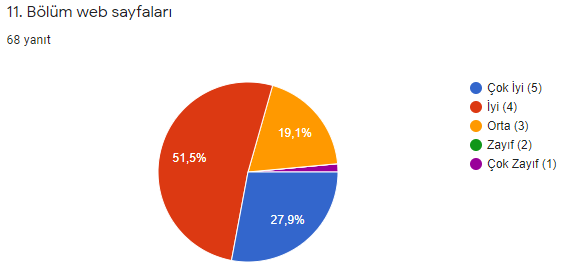 11. Bölüm web sayfaları
68 yanıt
Çok İyi (5)
İyi (4)
Orta (3)
Zayıf (2)
Çok Zayıf (1)
19,1%
51,5%
27,9%